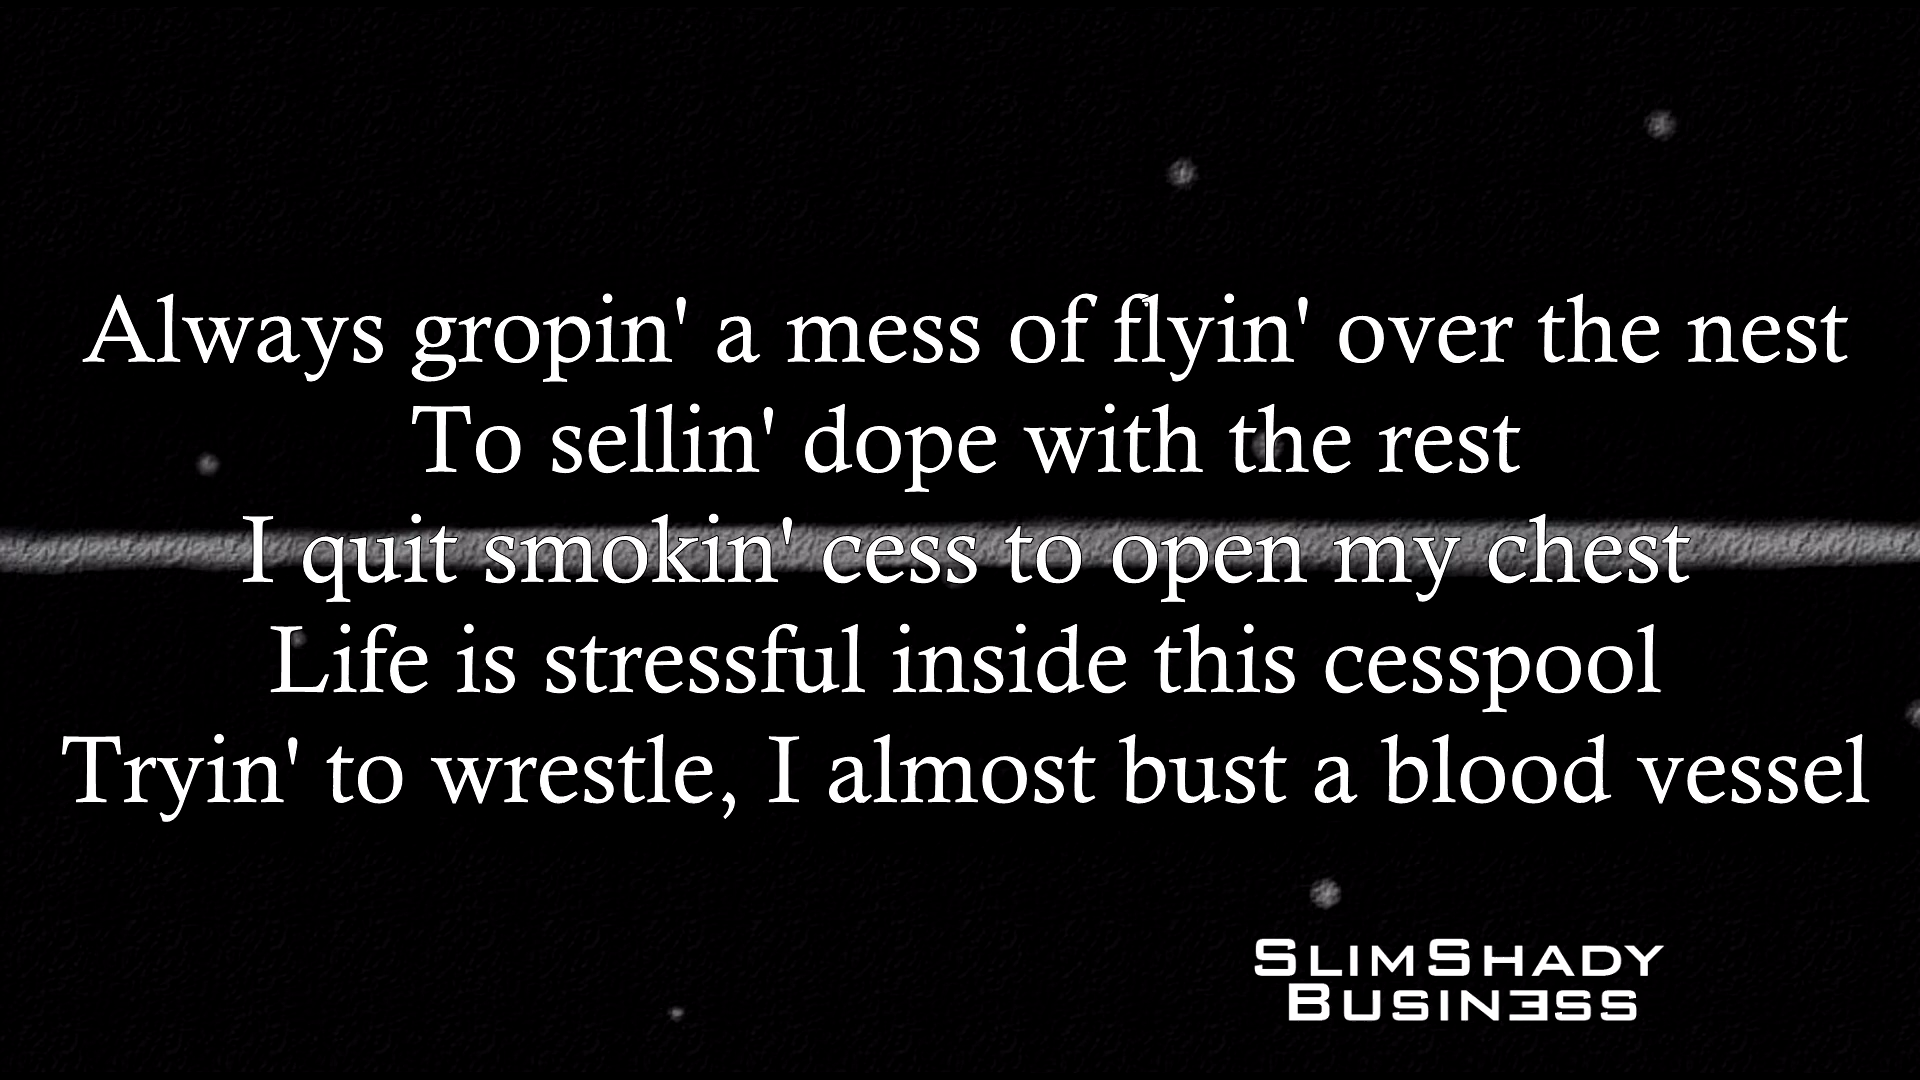 Always gropin' a mess of flyin' over the nest
To sellin' dope with the rest
I quit smokin' cess to open my chest
Life is stressful inside this cesspool
Tryin' to wrestle, I almost bust a blood vessel
SLIMSHADY
BUSINƎSS